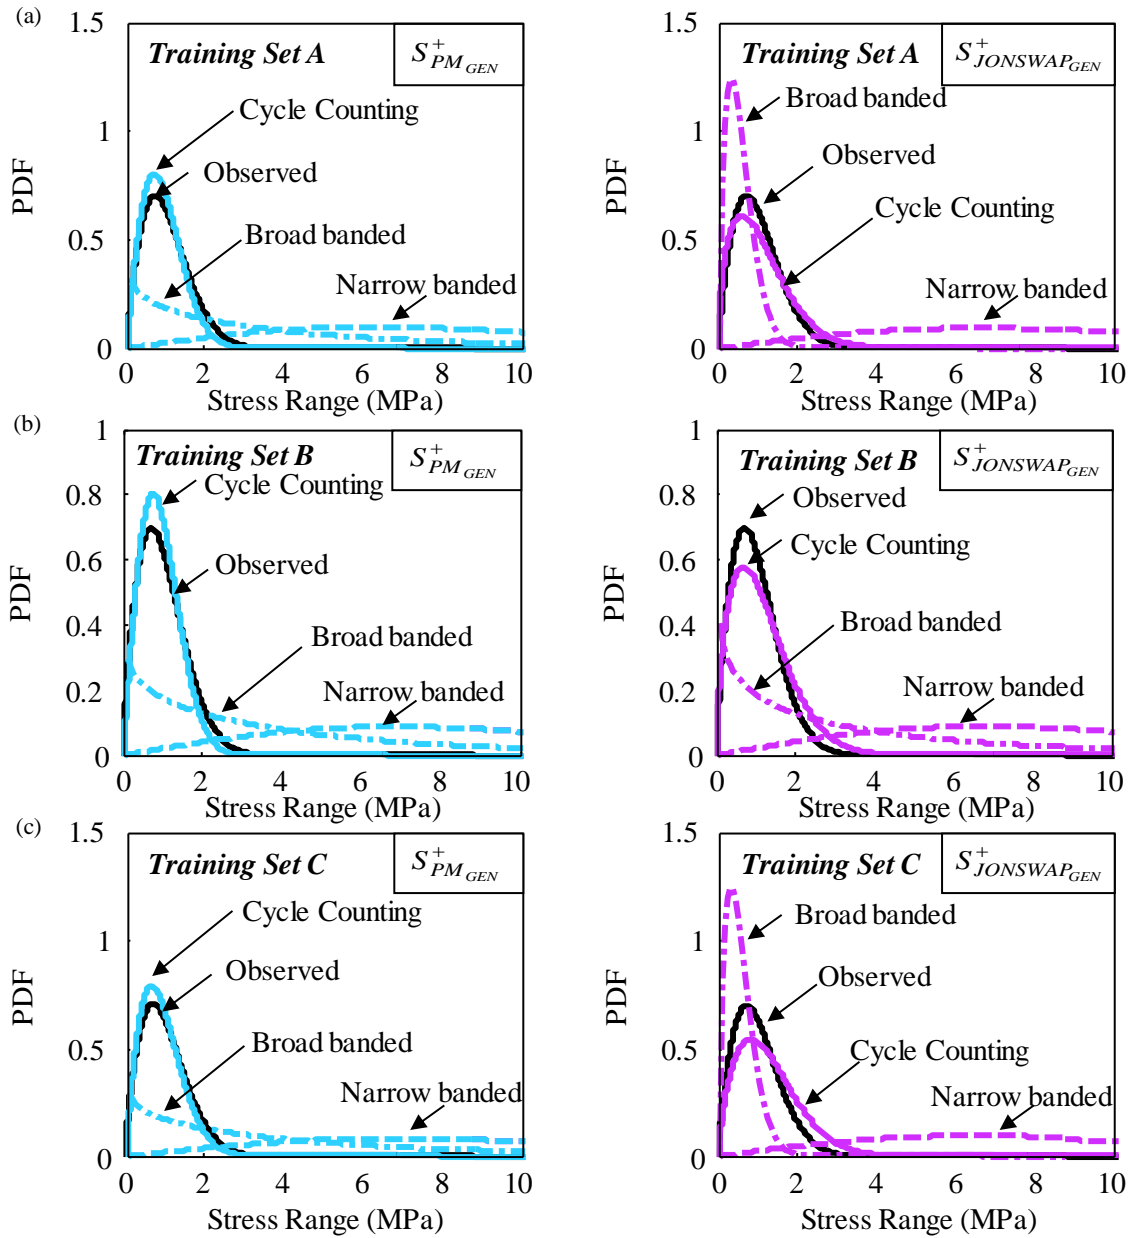 (a)
1.5
1
0.5
0
PDF
Training Set A
S+PM GEN
Cycle Counting
Observed
Broad banded
Narrow banded
0 2 4 6 8 10
Stress Range (MPa)
1.5
1
0.5
0
PDF
Training Set A
S+JONSWAP GEN
Broad banded
Observed
Cycle Counting
Narrow banded
0 2 4 6 8 10
Stress Range (MPa)
(b)
1
0.8
0.6
0.4
0.2
0
PDF
Training Set B
S+PM GEN
Cycle Counting
Observed
Broad banded
Narrow banded
0 2 4 6 8 10
Stress Range (MPa)
1
0.8
0.6
0.4
0.2
0
PDF
Training Set B
S+JONSWAP GEN
Observed
Cycle Counting
Broad banded
Narrow banded
0 2 4 6 8 10
Stress Range (MPa)
(c)
1.5
1
0.5
0
PDF
Training Set C
S+PM GEN
Cycle Counting
Observed
Broad banded
Narrow banded
0 2 4 6 8 10
Stress Range (MPa)
1.5
1
0.5
0
PDF
Training Set C
S+JONSWAP GEN
Broad banded
Observed
Cycle Counting
Narrow banded
0 2 4 6 8 10
Stress Range (MPa)